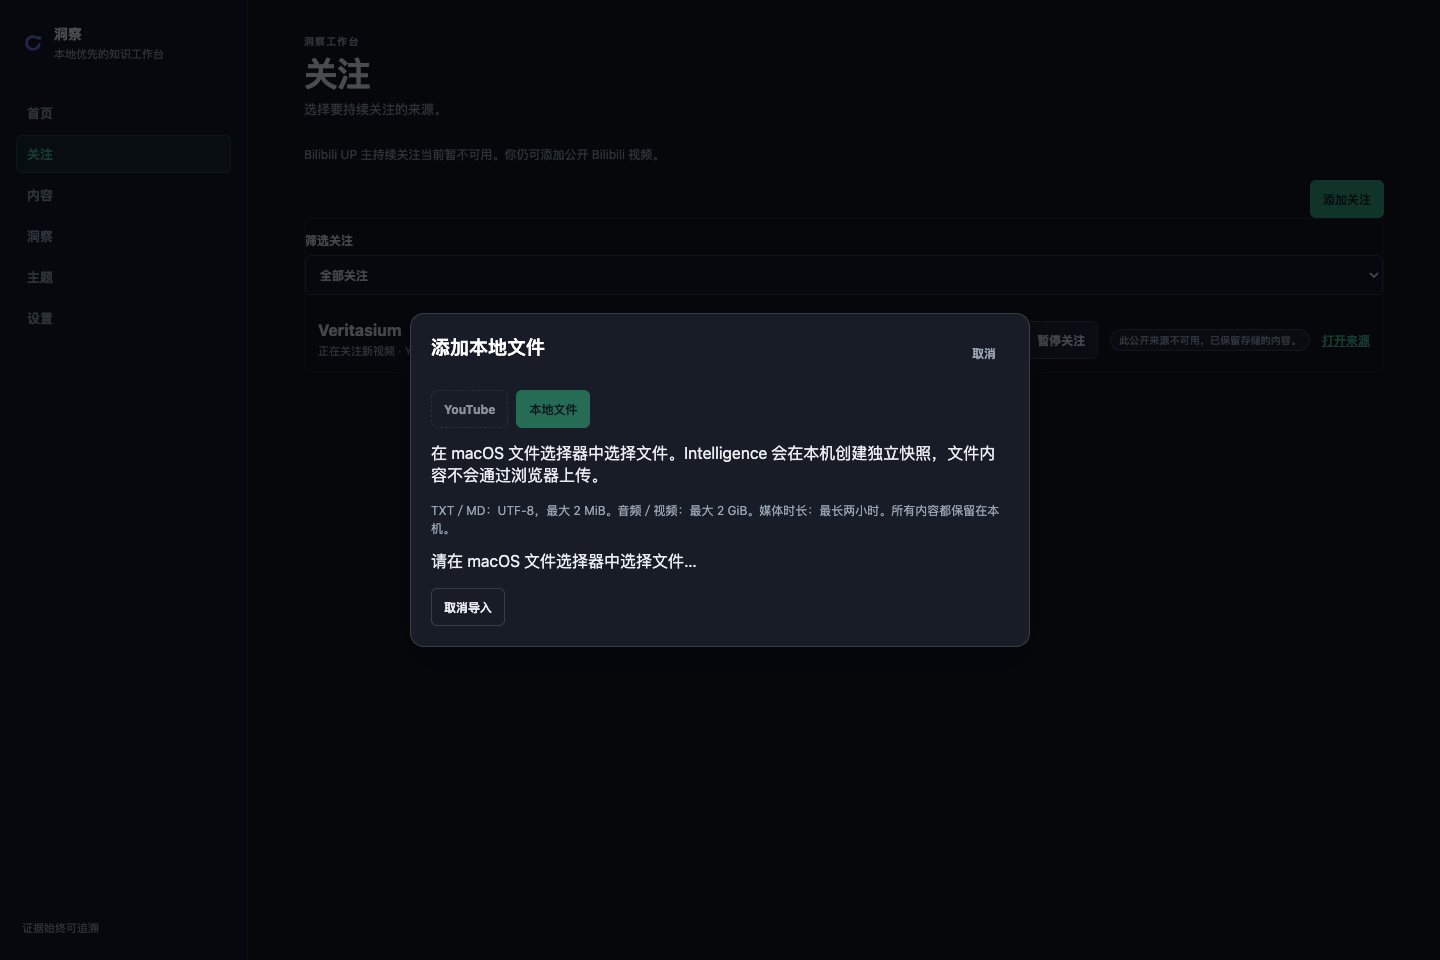 洞察
本地优先的知识工作台
首页
关注
内容
洞察
主题
设置
证据始终可追溯
洞察工作台
关注
选择要持续关注的来源。
Bilibili UP 主持续关注当前暂不可用。你仍可添加公开 Bilibili 视频。
添加关注
筛选关注
全部关注
Veritasium
正在关注新视频 · Y
暂停关注
此公开来源不可用，已保留存储的内容。
打开来源
添加本地文件
取消
YouTube
本地文件
在 macOS 文件选择器中选择文件。Intelligence 会在本机创建独立快照，文件内
容不会通过浏览器上传。
TXT / MD：UTF-8，最大 2 MiB。音频 / 视频：最大 2 GiB。媒体时长：最长两小时。所有内容都保留在本
机。
请在 macOS 文件选择器中选择文件...
取消导入